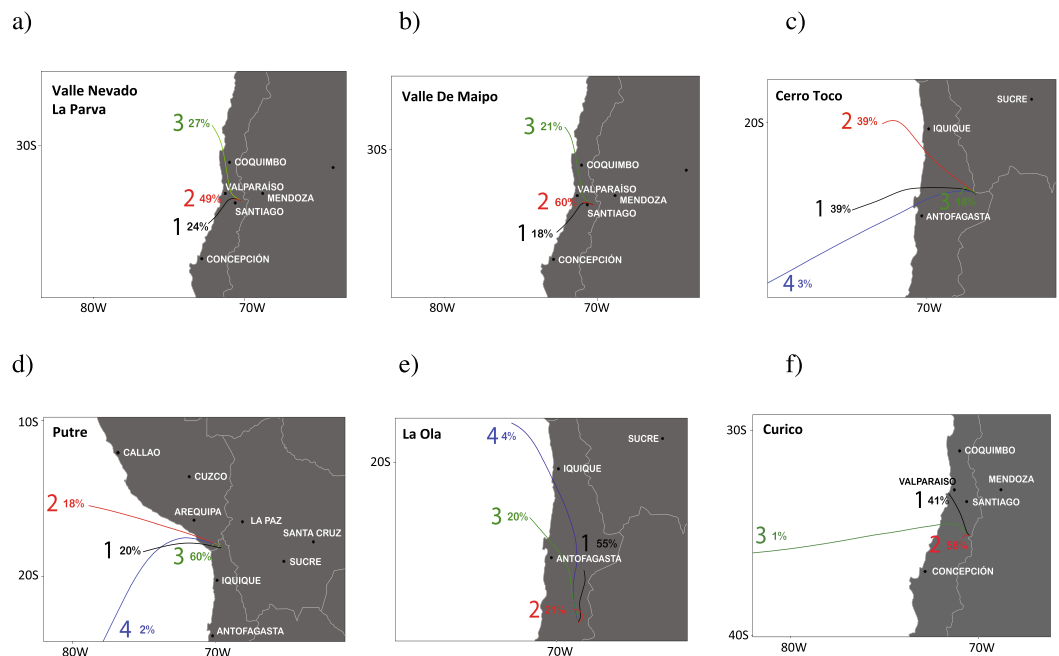 a)
Valle Nevado
La Parva
3 27%
30S
COQUIMBO
VALPARAÍSO
2 49%
MENDOZA
SANTIAGO
1 24%
CONCEPCIÓN
80W 70W
b)
Valle De Maipo
3 21%
30S
COQUIMBO
VALPARAÍSO
2 60%
MENDOZA
SANTIAGO
1 18%
CONCEPCIÓN
80W 70W
c)
Cerro Toco
SUCRE
20S
2 39%
IQUIQUE
3
1 39%
ANTOFAGASTA
4 3%
70W
d)
10S
Putre
CALLAO
CUZCO
2 18%
AREQUIPA
LA PAZ
SANTA CRUZ
1 20%
3 60%
SUCRE
20S
IQUIQUE
4 2%
ANTOFAGASTA
80W 70W
e)
La Ola
4 4%
SUCRE
20S
IQUIQUE
3 20%
1 55%
ANTOFAGASTA
2
70W
f)
30S
Curico
COQUIMBO
VALPARAISO
MENDOZA
1 41%
SANTIAGO
3 1%
2 58%
CONCEPCIÓN
40S
80W 70W